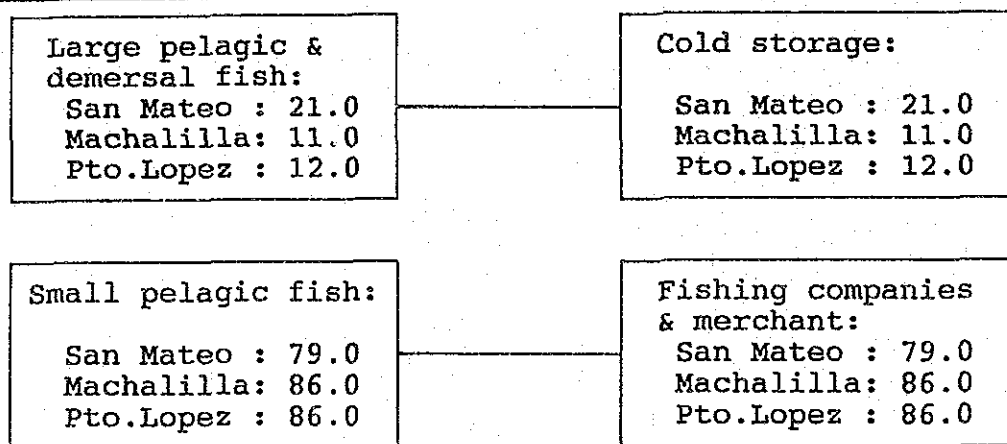 Large pelagic &
demersal fish:
San Mateo : 21.0
Machalilla: 11.0
Pto.Lopez : 12.0
Cold storage:
San Mateo : 21.0
Machalilla: 11.0
Pto.Lopez : 12.0
Small pelagic fish:
San Mateo : 79.0
Machalilla: 86.0
Pto.Lopez : 86.0
Fishing companies
& merchant:
San Mateo : 79.0
Machalilla: 86.0
Pto.Lopez : 86.0